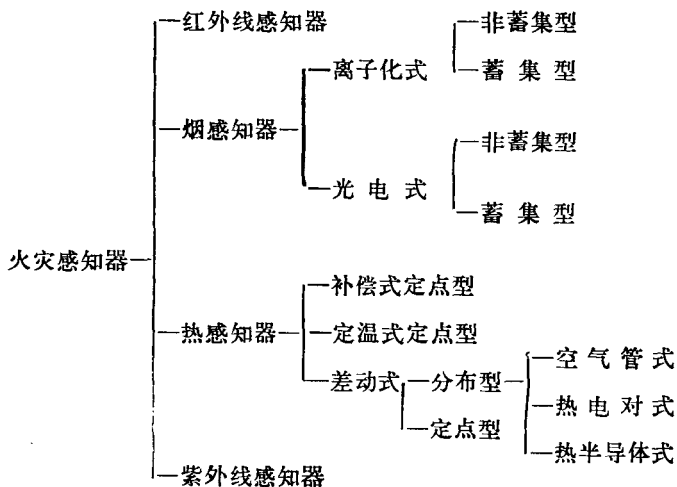 红外线感知器
非蓄集型
离子化式
蓄集型
烟感知器
非蓄集型
光电式
蓄集型
火灾感知器
补偿式定点型
热感知器
定温式定点型
空气管式
差动式
分布型
热电对式
定点型
热半导体式
紫外线感知器